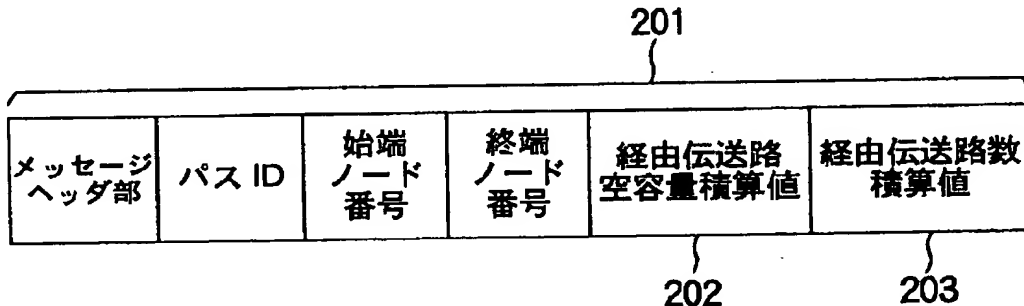 201
メッセージ
ヘッダ部
パス ID
始端
ノード
番号
終端
ノード
番号
経由伝送路
空容量積算値
経由伝送路数
積算値
202
203